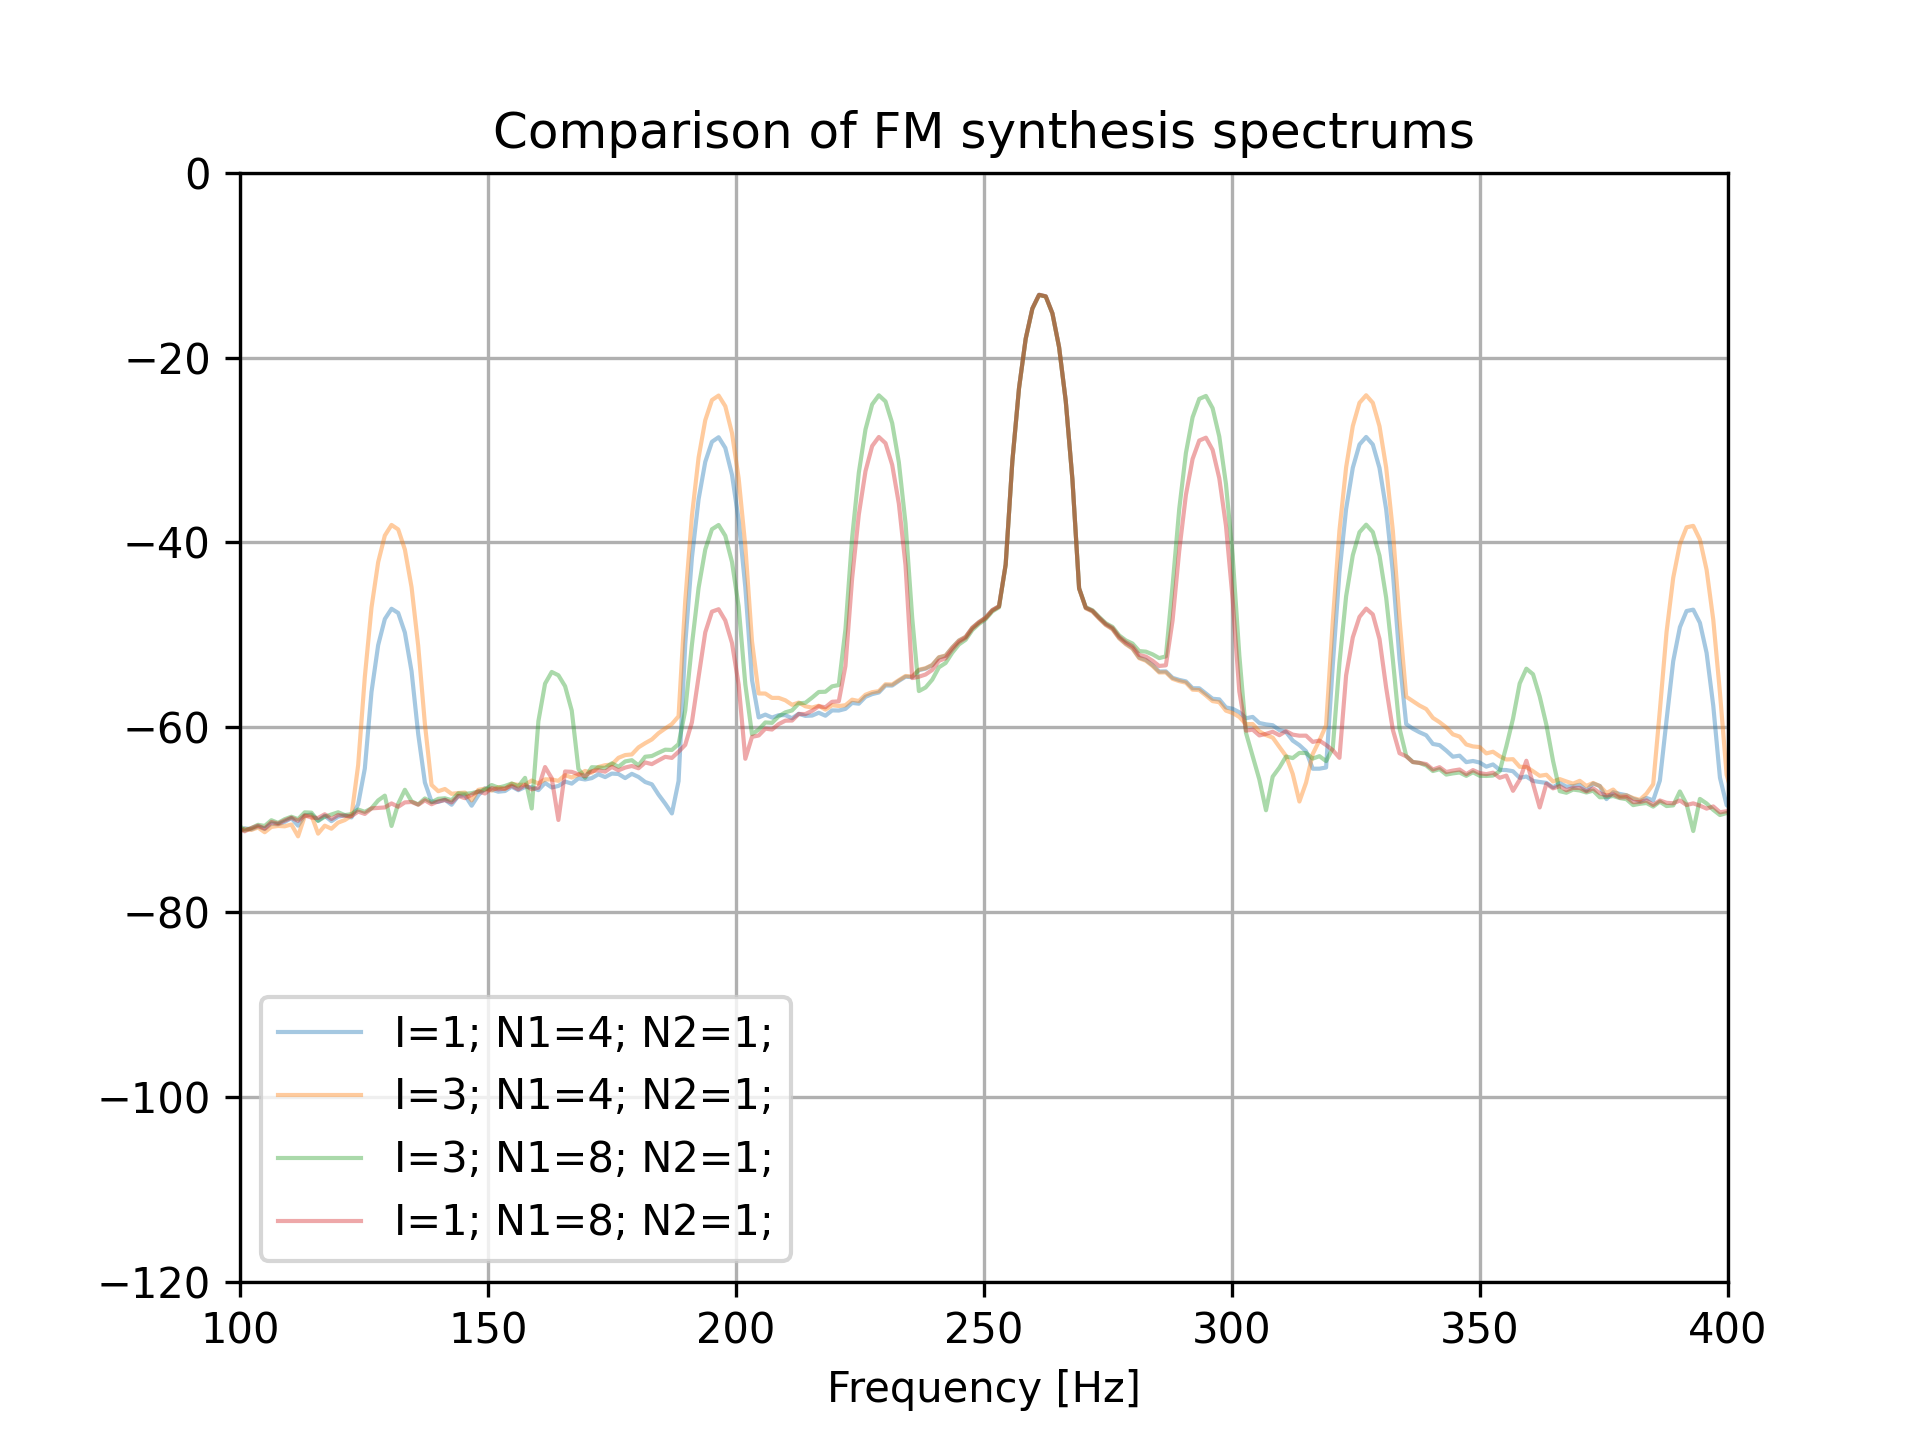 Comparison of FM synthesis spectrums
0
−20
−40
−60
−80
−100
−120
I=1; N1=4; N2=1;
I=3; N1=4; N2=1;
I=3; N1=8; N2=1;
I=1; N1=8; N2=1;
100 150 200 250 300 350 400
Frequency [Hz]